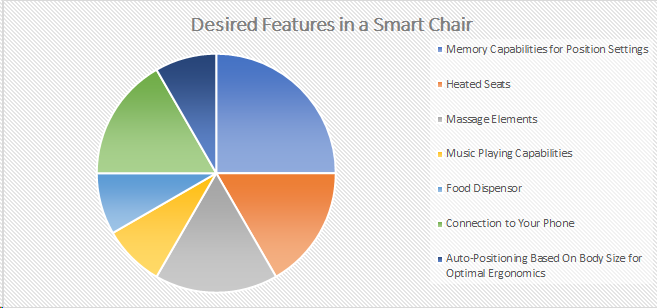 Desired Features in a Smart Chair
Memory Capabilities for Position Settings
Heated Seats
Massage Elements
Music Playing Capabilities
Food Dispensor
Connection to Your Phone
Auto-Positioning Based On Body Size for
Optimal Ergonomics